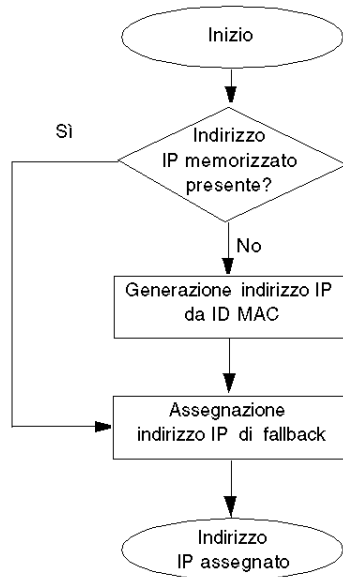 Inizio
Sì
Indirizzo
IP memorizzato
presente?
No
Generazione indirizzo IP
da ID MAC
Assegnazione
indirizzo IP di fallback
Indirizzo
IP assegnato